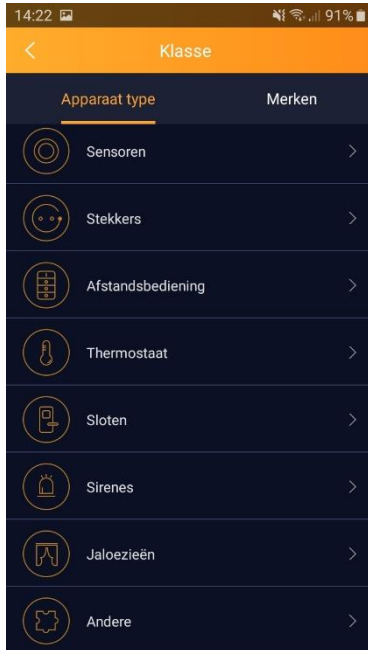 14:22 91%
Klasse
Apparaat type Merken
Sensoren
Stekkers
Afstandsbediening
Thermostaat
Sloten
Sirenes
Jaloezieën
Andere